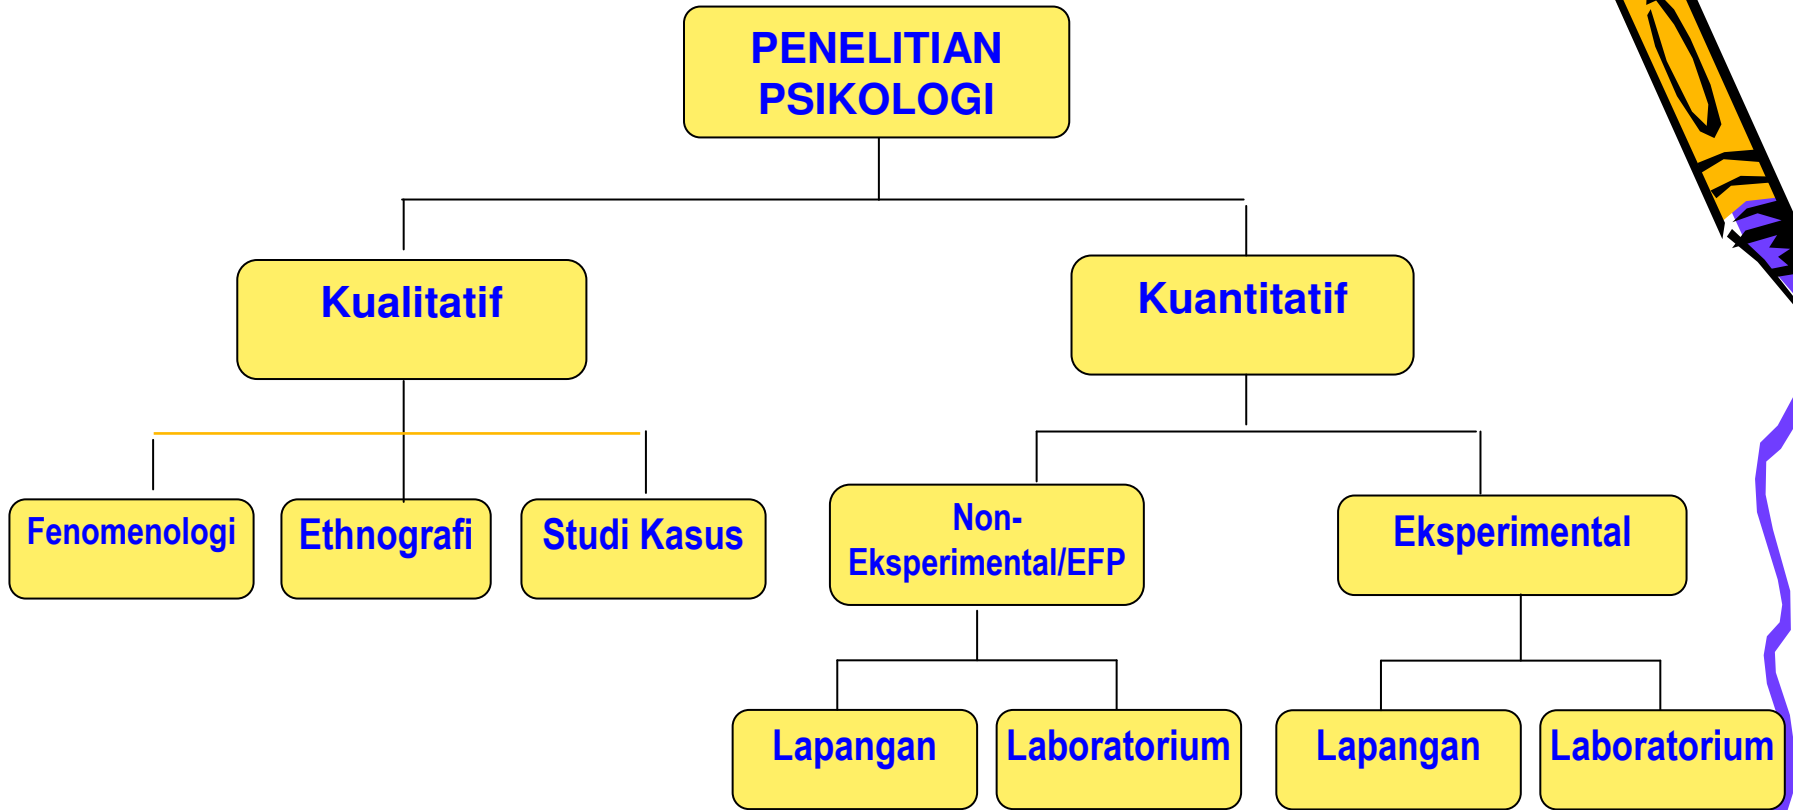 PENELITIAN
PSIKOLOGI
Kualitatif
Kuantitatif
Fenomenologi
Ethnografi
Studi Kasus
Non-
Eksperimental/EFP
Eksperimental
Lapangan
Laboratorium
Lapangan
Laboratorium